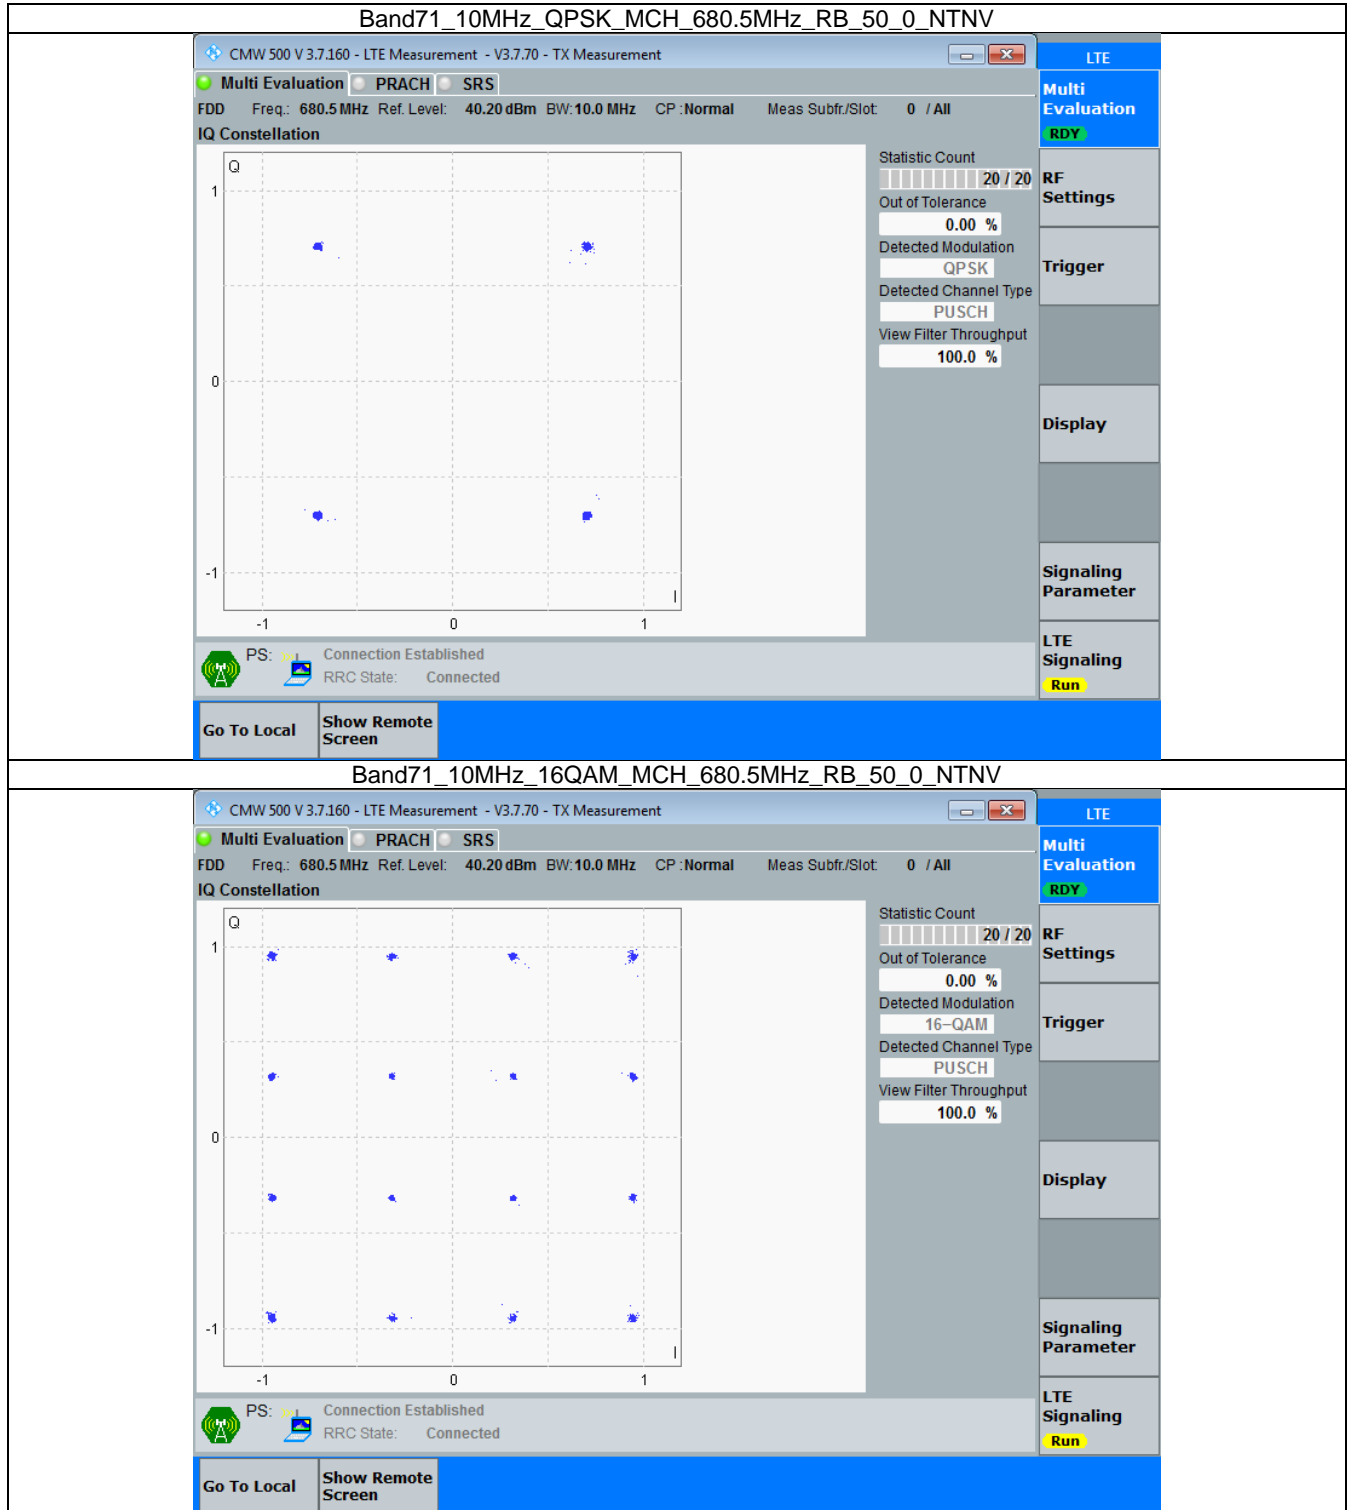 Band71_10MHz_QPSK_MCH_680.5MHz_RB_50_0_NTNV
CMW 500 V 3.7.160 - LTE Measurement - V3.7.70 - TX Measurement
LTE
Multi Evaluation PRACH SRS
Multi
Evaluation
RDY
FDD Freq.: 680.5 MHz Ref. Level: 40.20 dBm BW: 10.0 MHz CP : Normal Meas Subfr./Slot: 0 / All
IQ Constellation
Q
1
0
-1
I
-1 0 1
Statistic Count
20 / 20
Out of Tolerance
0.00 %
Detected Modulation
QPSK
Detected Channel Type
PUSCH
View Filter Throughput
100.0 %
RF
Settings
Trigger
Display
Signaling
Parameter
LTE
Signaling
Run
PS: Connection Established
RRC State: Connected
Go To Local
Show Remote
Screen
Band71_10MHz_16QAM_MCH_680.5MHz_RB_50_0_NTNV
CMW 500 V 3.7.160 - LTE Measurement - V3.7.70 - TX Measurement
LTE
Multi Evaluation PRACH SRS
Multi
Evaluation
RDY
FDD Freq.: 680.5 MHz Ref. Level: 40.20 dBm BW: 10.0 MHz CP : Normal Meas Subfr./Slot: 0 / All
IQ Constellation
Q
1
0
-1
I
-1 0 1
Statistic Count
20 / 20
Out of Tolerance
0.00 %
Detected Modulation
16-QAM
Detected Channel Type
PUSCH
View Filter Throughput
100.0 %
RF
Settings
Trigger
Display
Signaling
Parameter
LTE
Signaling
Run
PS: Connection Established
RRC State: Connected
Go To Local
Show Remote
Screen